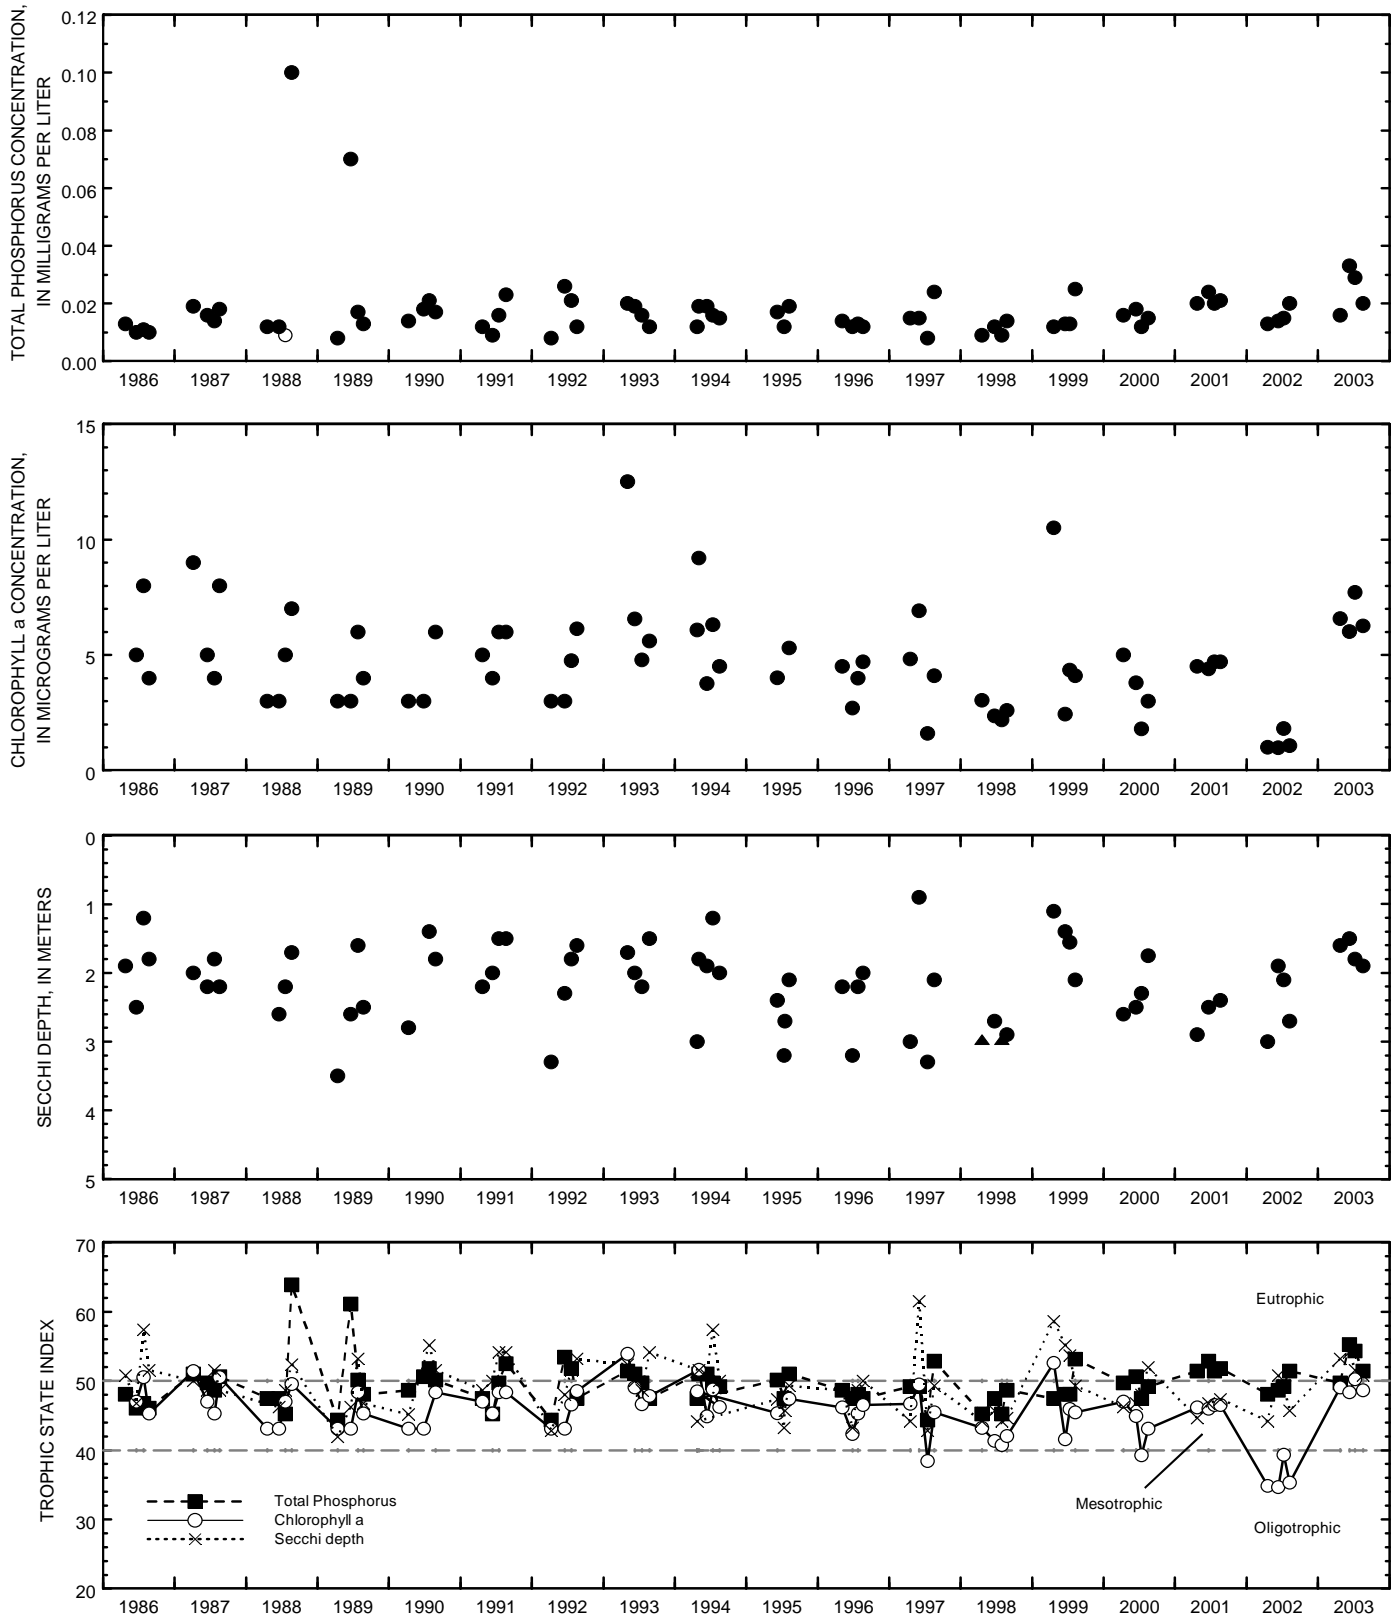 TOTAL PHOSPHORUS CONCENTRATION,
IN MILLIGRAMS PER LITER
0.12
0.10
0.08
0.06
0.04
0.02
0.00
1986 1987 1988 1989 1990 1991 1992 1993 1994 1995 1996 1997 1998 1999 2000 2001 2002 2003
CHLOROPHYLL a CONCENTRATION,
IN MICROGRAMS PER LITER
15
10
5
0
1986 1987 1988 1989 1990 1991 1992 1993 1994 1995 1996 1997 1998 1999 2000 2001 2002 2003
SECCHI DEPTH, IN METERS
0
1
2
3
4
5
1986 1987 1988 1989 1990 1991 1992 1993 1994 1995 1996 1997 1998 1999 2000 2001 2002 2003
TROPHIC STATE INDEX
70
60
50
40
30
20
Eutrophic
Mesotrophic
Oligotrophic
Total Phosphorus
Chlorophyll a
Secchi depth
1986 1987 1988 1989 1990 1991 1992 1993 1994 1995 1996 1997 1998 1999 2000 2001 2002 2003